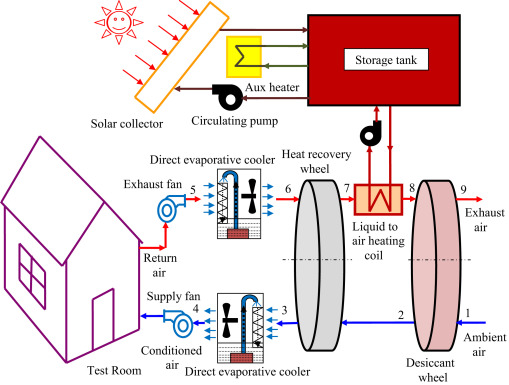 Storage tank
Aux heater
Solar collector
Circulating pump
Direct evaporative cooler
Heat recovery
wheel
Exhaust fan
5
6
7
8
9
Exhaust
air
Liquid to
air heating
coil
Return
air
Supply fan
4
3
2
1
Ambient
air
Conditioned
air
Test Room
Direct evaporative cooler
Desiccant
wheel